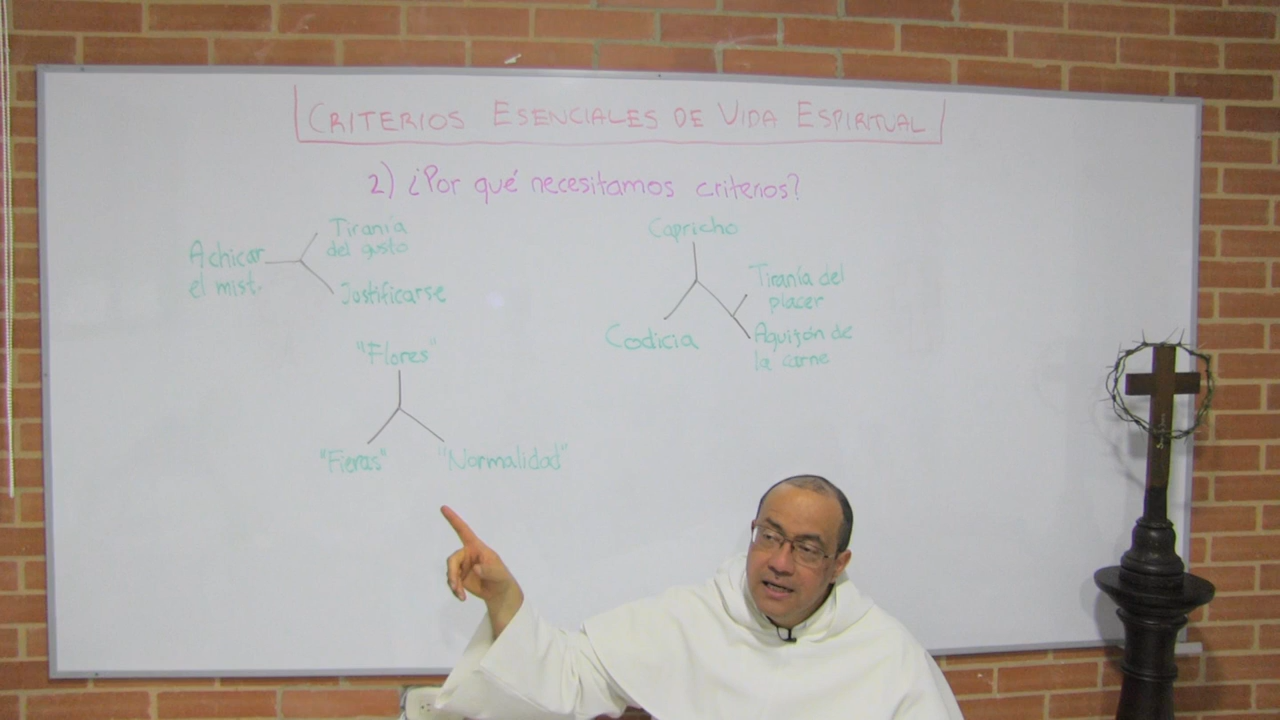 CRITERIOS ESENCIALES DE VIDA ESPIRITUAL
2) ¿Por qué necesitamos criterios?
Achicar
el mist.
Tiranía
del gusto
Justificarse
"Flores"
"Fieras"
"Normalidad"
Capricho
Codicia
Tiranía del
placer
Aguijón de
la carne